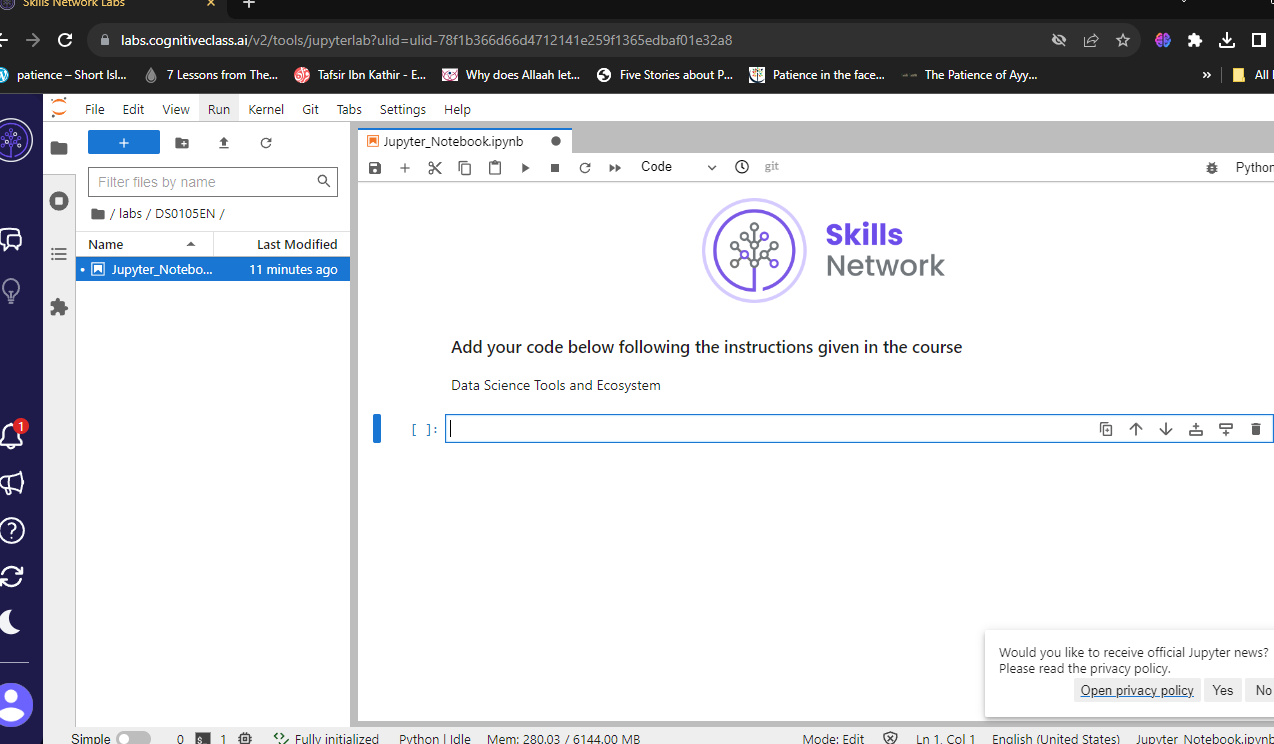 Skills Network Labs
labs.cognitiveclass.ai/v2/tools/jupyterlab?ulid=ulid-78f1b366d66d4712141e259f1365edbaf01e32a8
patience – Short Isl... 7 Lessons from The... Tafsir Ibn Kathir - E... Why does Allaah let... Five Stories about P... Patience in the face... The Patience of Ayy... » All
File Edit View Run Kernel Git Tabs Settings Help
Jupyter_Notebook.ipynb
Filter files by name
Code git Python
/ labs / DS0105EN /
Name Last Modified
Jupyter_Notebo... 11 minutes ago
Skills
Network
Add your code below following the instructions given in the course
Data Science Tools and Ecosystem
[ ]:
1
Would you like to receive official Jupyter news?
Please read the privacy policy.
Open privacy policy Yes No
Simple 0 1 Fully initialized Python | Idle Mem: 280.03 / 6144.00 MB Mode: Edit Ln 1, Col 1 English (United States) Jupyter_Notebook.ipynb